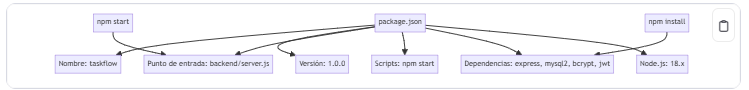 npm start
package.json
npm install
Nombre: taskflow
Punto de entrada: backend/server.js
Versión: 1.0.0
Scripts: npm start
Dependencias: express, mysql2, bcrypt, jwt
Node.js: 18.x